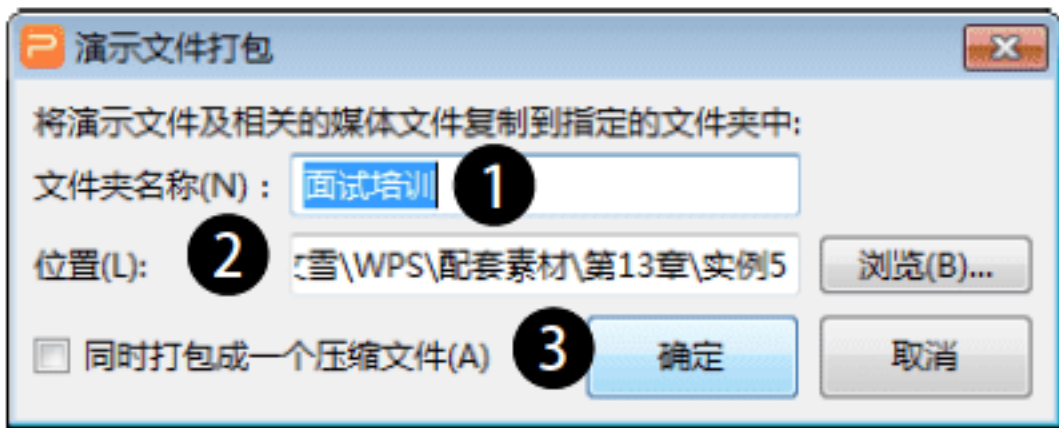 演示文件打包
将演示文件及相关的媒体文件复制到指定的文件夹中:
文件夹名称(N) : 面试培训 1
位置(L): 2 雪\WPS\配套素材\第13章\实例5 浏览(B)...
同时打包成一个压缩文件(A) 3 确定 取消